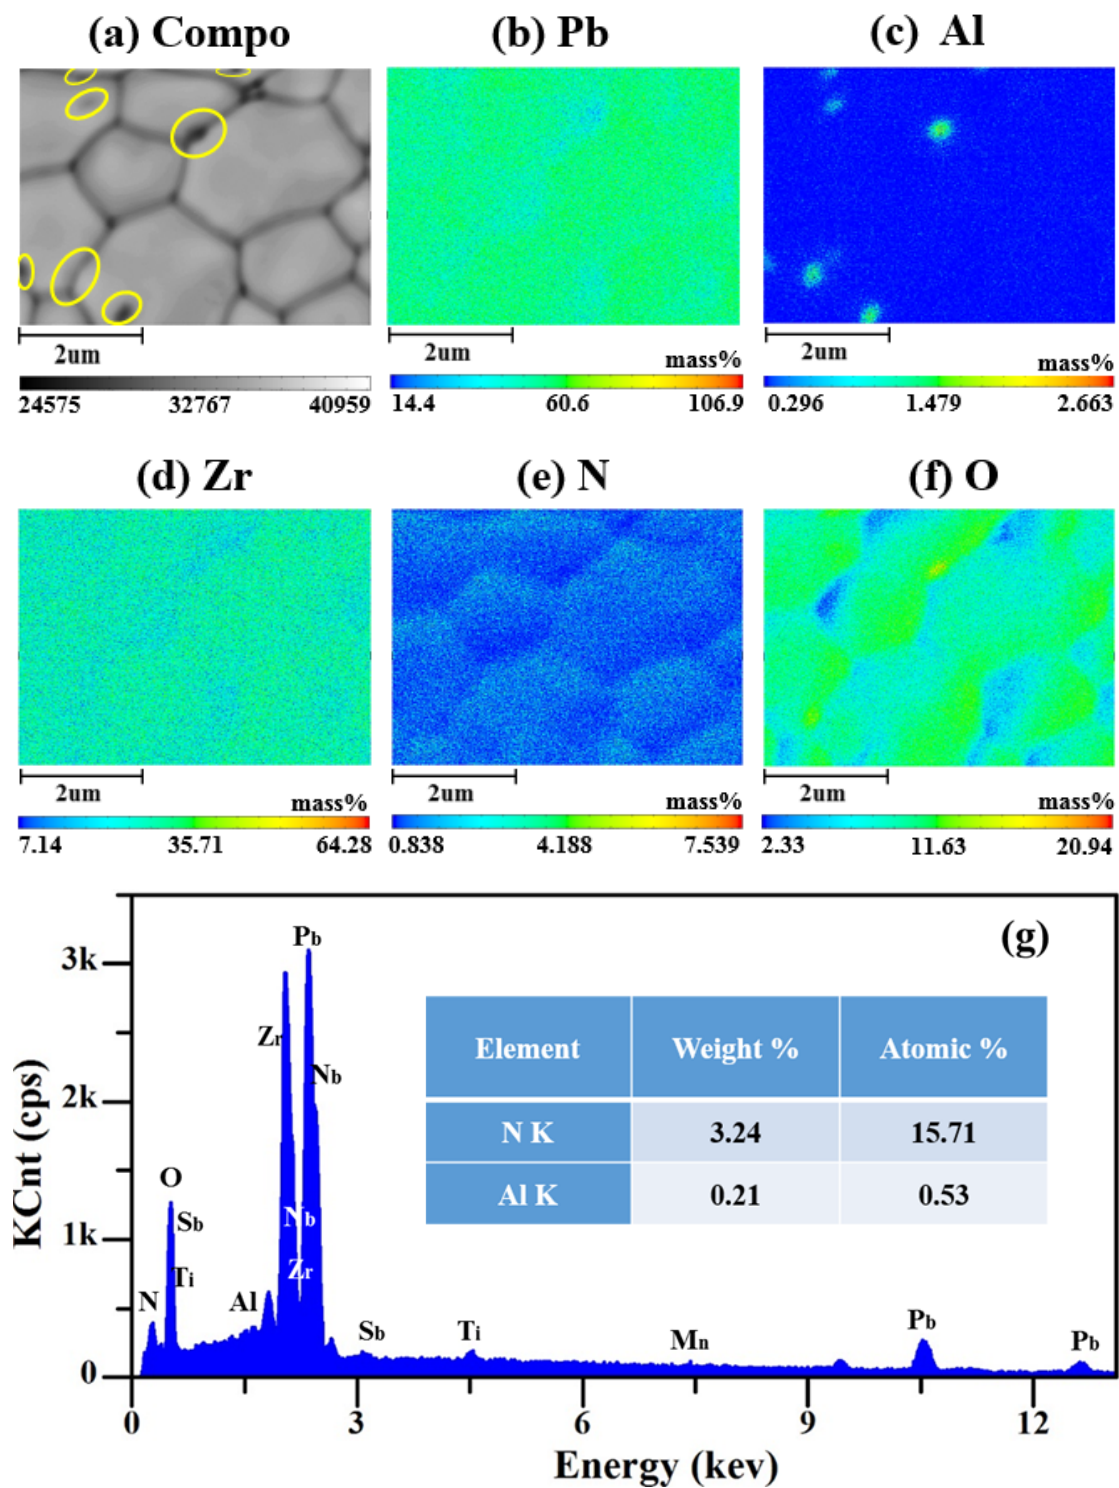 (a) Compo
(b) Pb
(c) Al
2um
2um
2um
mass%
mass%
24575 32767 40959
14.4 60.6 106.9
0.296 1.479 2.663
(d) Zr
(e) N
(f) O
2um
2um
2um
mass%
mass%
mass%
7.14 35.71 64.28
0.838 4.188 7.539
2.33 11.63 20.94
(g)
KCnt (cps)
3k
2k
1k
0
Pb
Zr
Nb
O
Sb
Nb
Ti
Zr
N
Al
Sb
Ti
Mn
Pb
Pb
Element Weight % Atomic %
N K 3.24 15.71
Al K 0.21 0.53
0 3 6 9 12
Energy (kev)